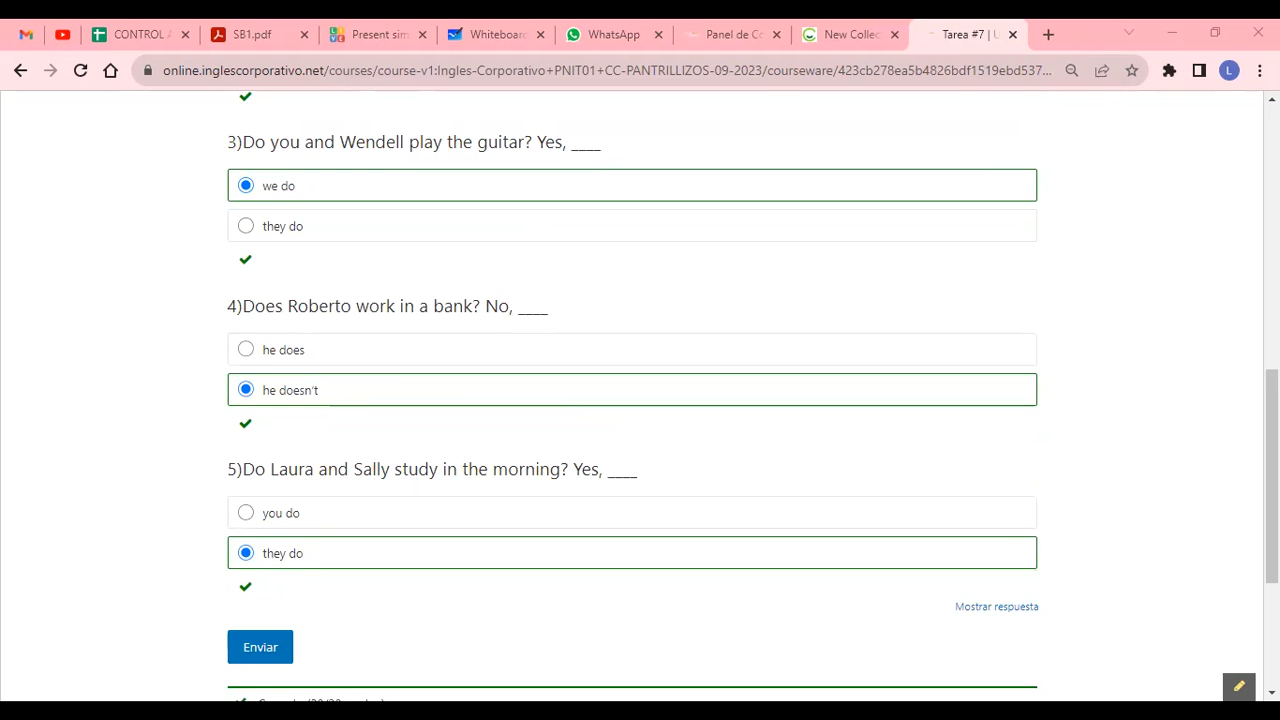 CONTROL A
SB1.pdf
Present sim
Whiteboard
WhatsApp
Panel de Co
New Collec
Tarea #7 | U
online.inglescorporativo.net/courses/course-v1:Ingles-Corporativo+PNIT01+CC-PANTRILLIZOS-09-2023/courseware/423cb278ea5b4826bdf1519ebd537...
L
3)Do you and Wendell play the guitar? Yes, ____
we do
they do
4)Does Roberto work in a bank? No, ____
he does
he doesn't
5)Do Laura and Sally study in the morning? Yes, ____
you do
they do
Mostrar respuesta
Enviar